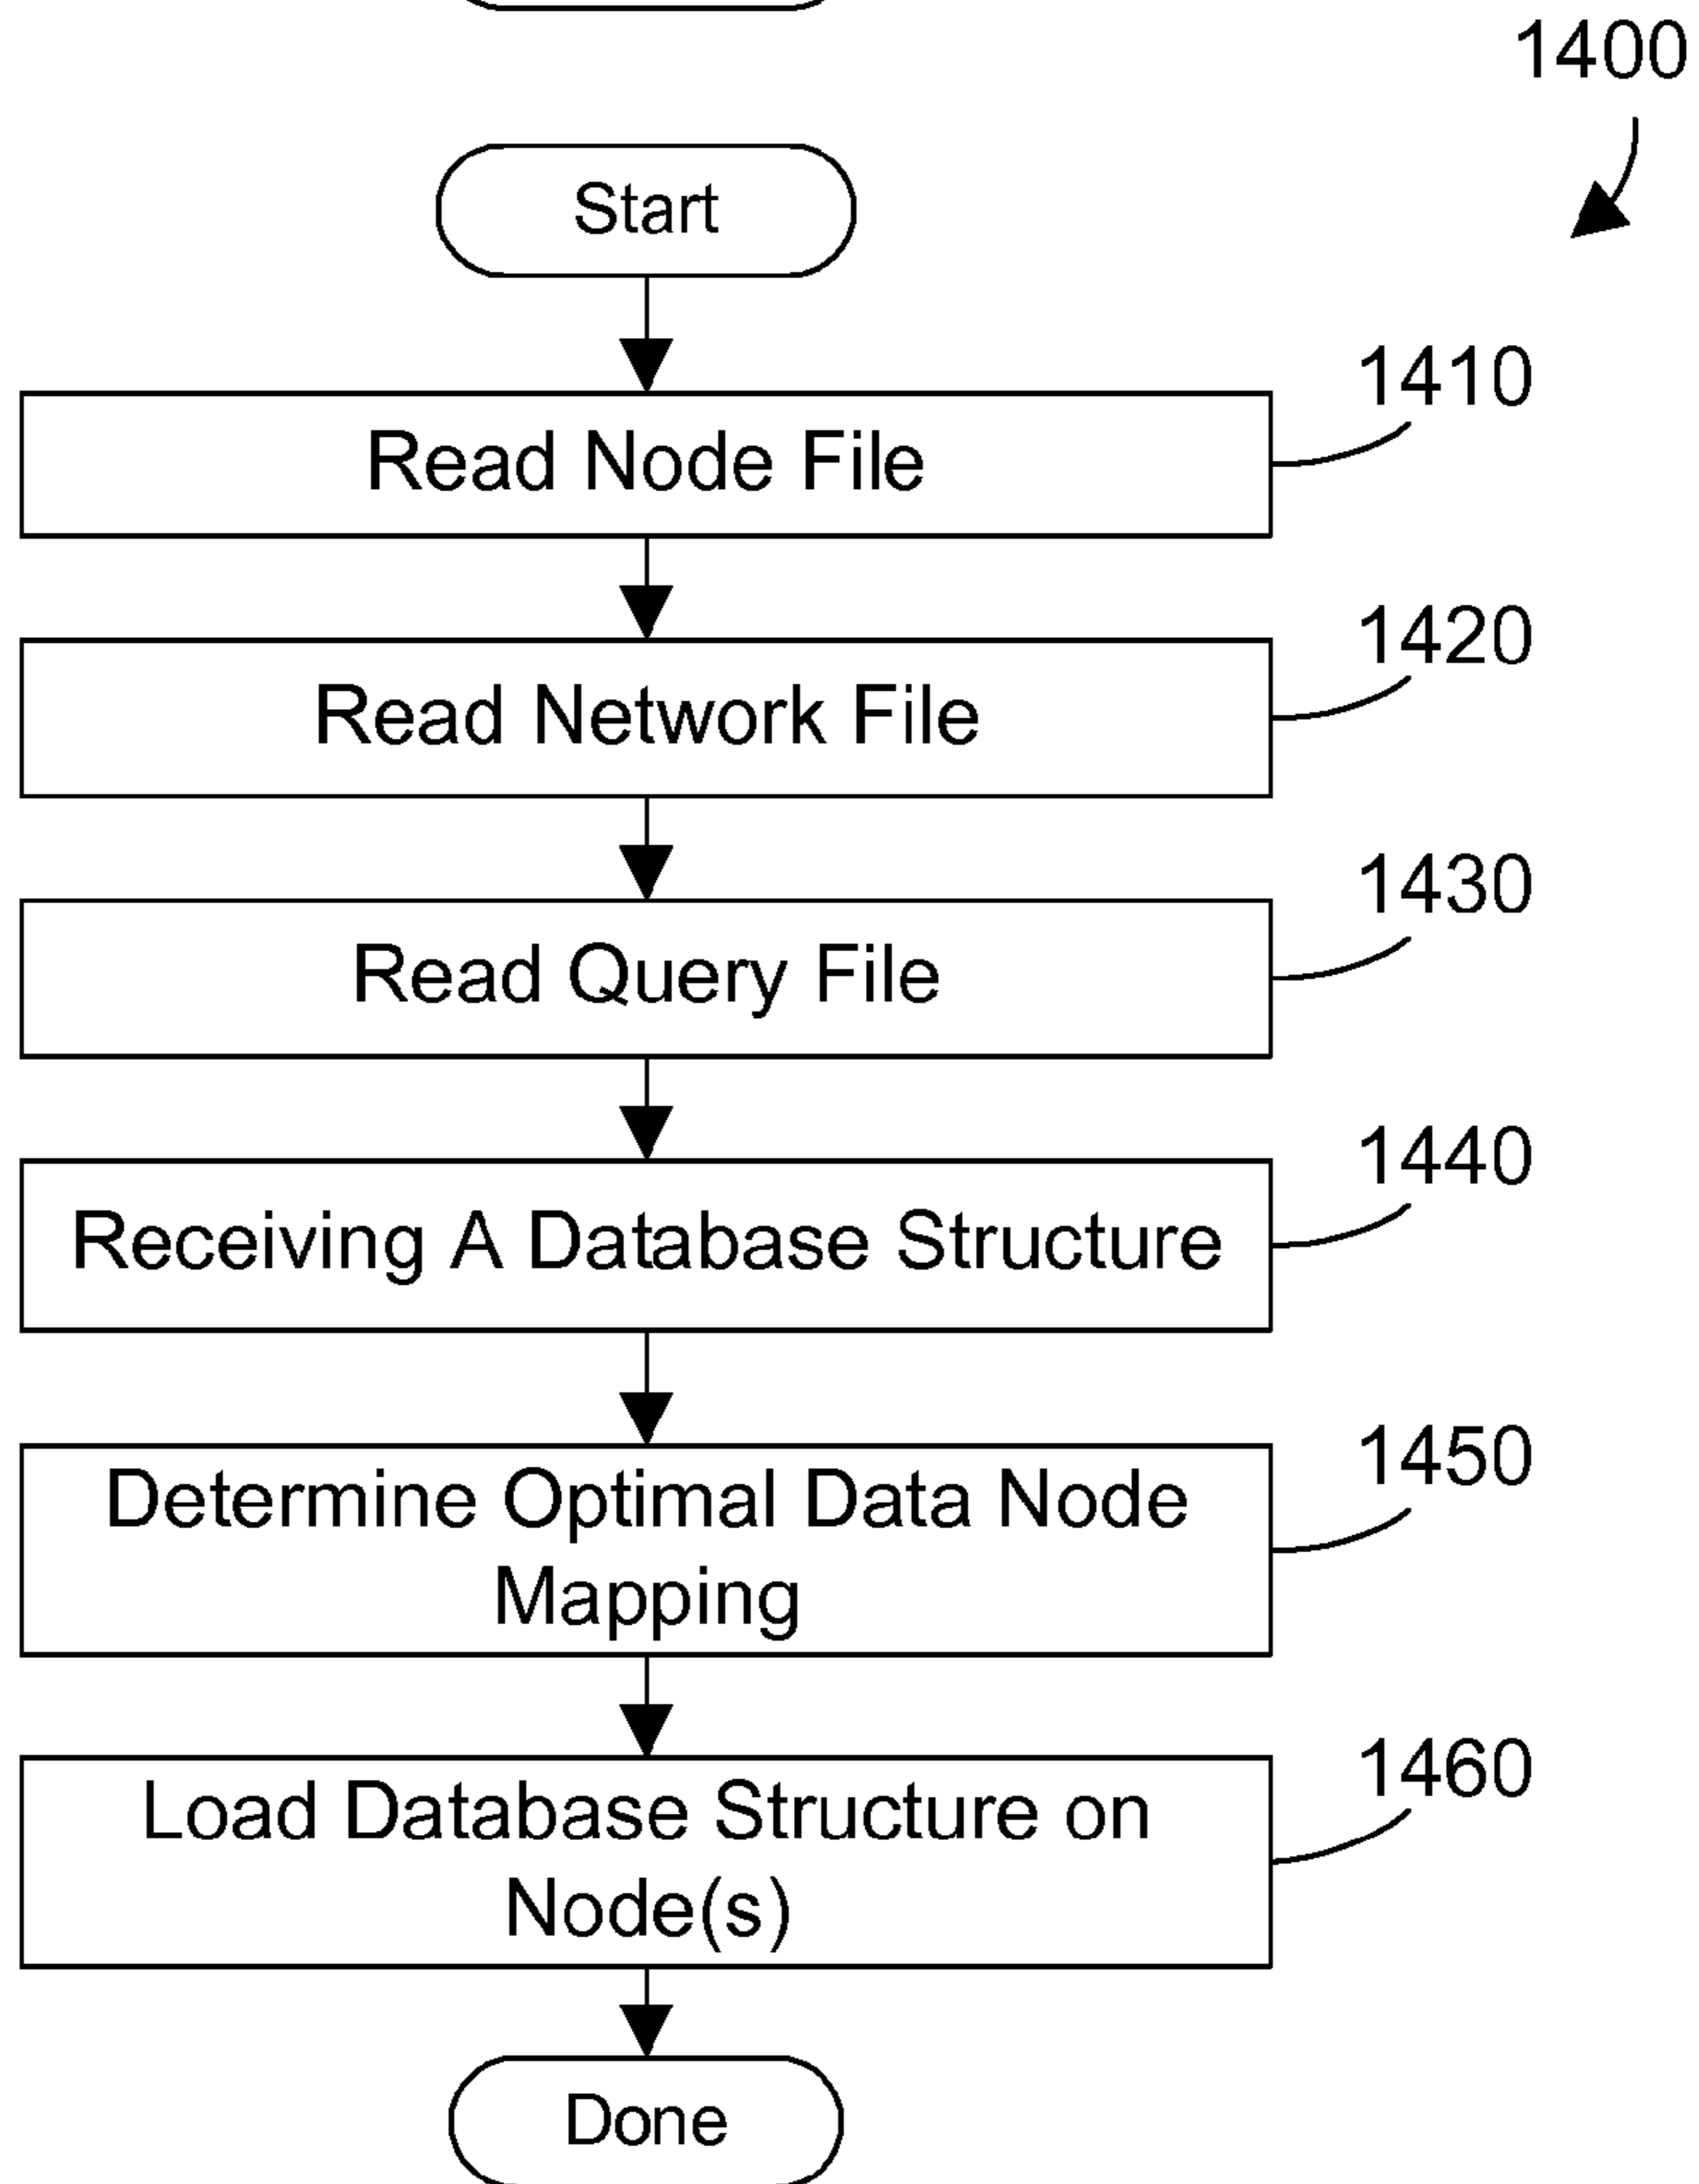 1400
Start
1410
Read Node File
1420
Read Network File
1430
Read Query File
1440
Receiving A Database Structure
1450
Determine Optimal Data Node
Mapping
1460
Load Database Structure on
Node(s)
Done